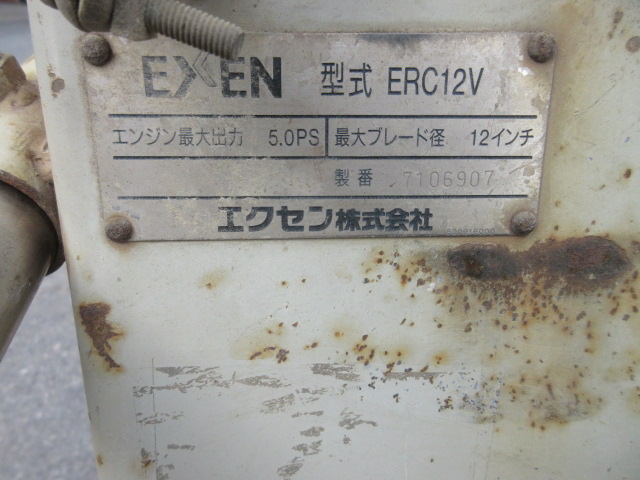 EXEN 型式 ERC12V
エンジン最大出力 5.0PS 最大ブレード径 12インチ
製番 7106907
エクセン株式会社